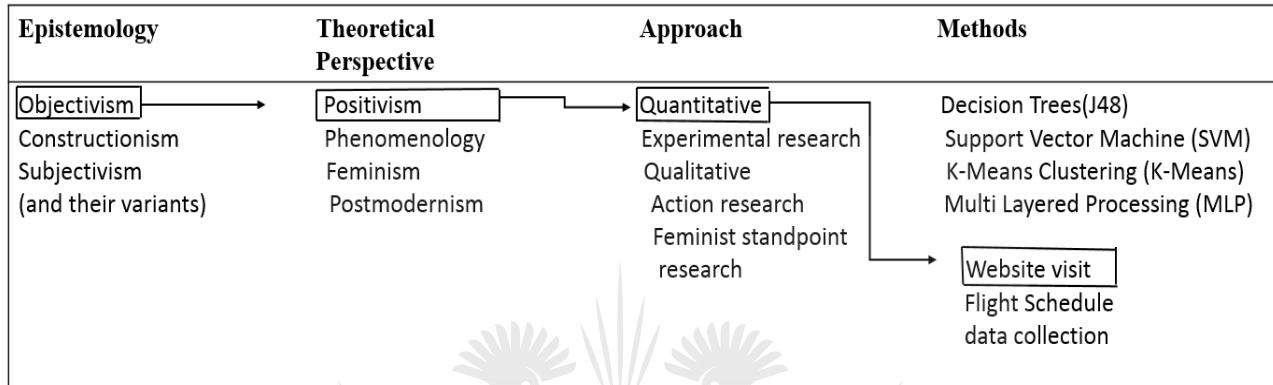 Epistemology
Theoretical
Perspective
Approach
Methods
Objectivism
Constructionism
Subjectivism
(and their variants)
Positivism
Phenomenology
Feminism
Postmodernism
Quantitative
Experimental research
Qualitative
Action research
Feminist standpoint
research
Decision Trees(J48)
Support Vector Machine (SVM)
K-Means Clustering (K-Means)
Multi Layered Processing (MLP)
Website visit
Flight Schedule
data collection